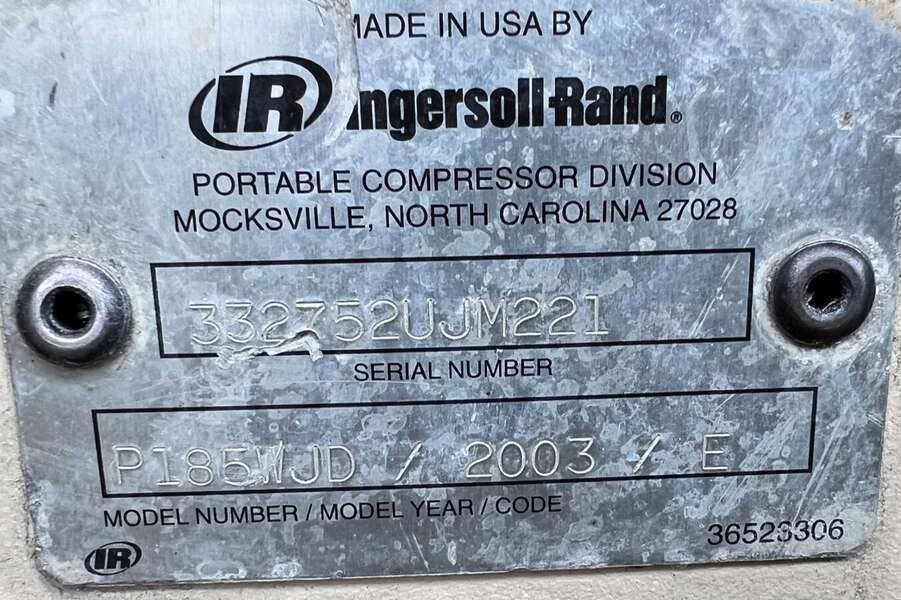 MADE IN USA BY
IR Ingersoll-Rand®
PORTABLE COMPRESSOR DIVISION
MOCKSVILLE, NORTH CAROLINA 27028
332752UJM221
SERIAL NUMBER
P185WJD / 2003 / E
MODEL NUMBER / MODEL YEAR / CODE
36523306
IR